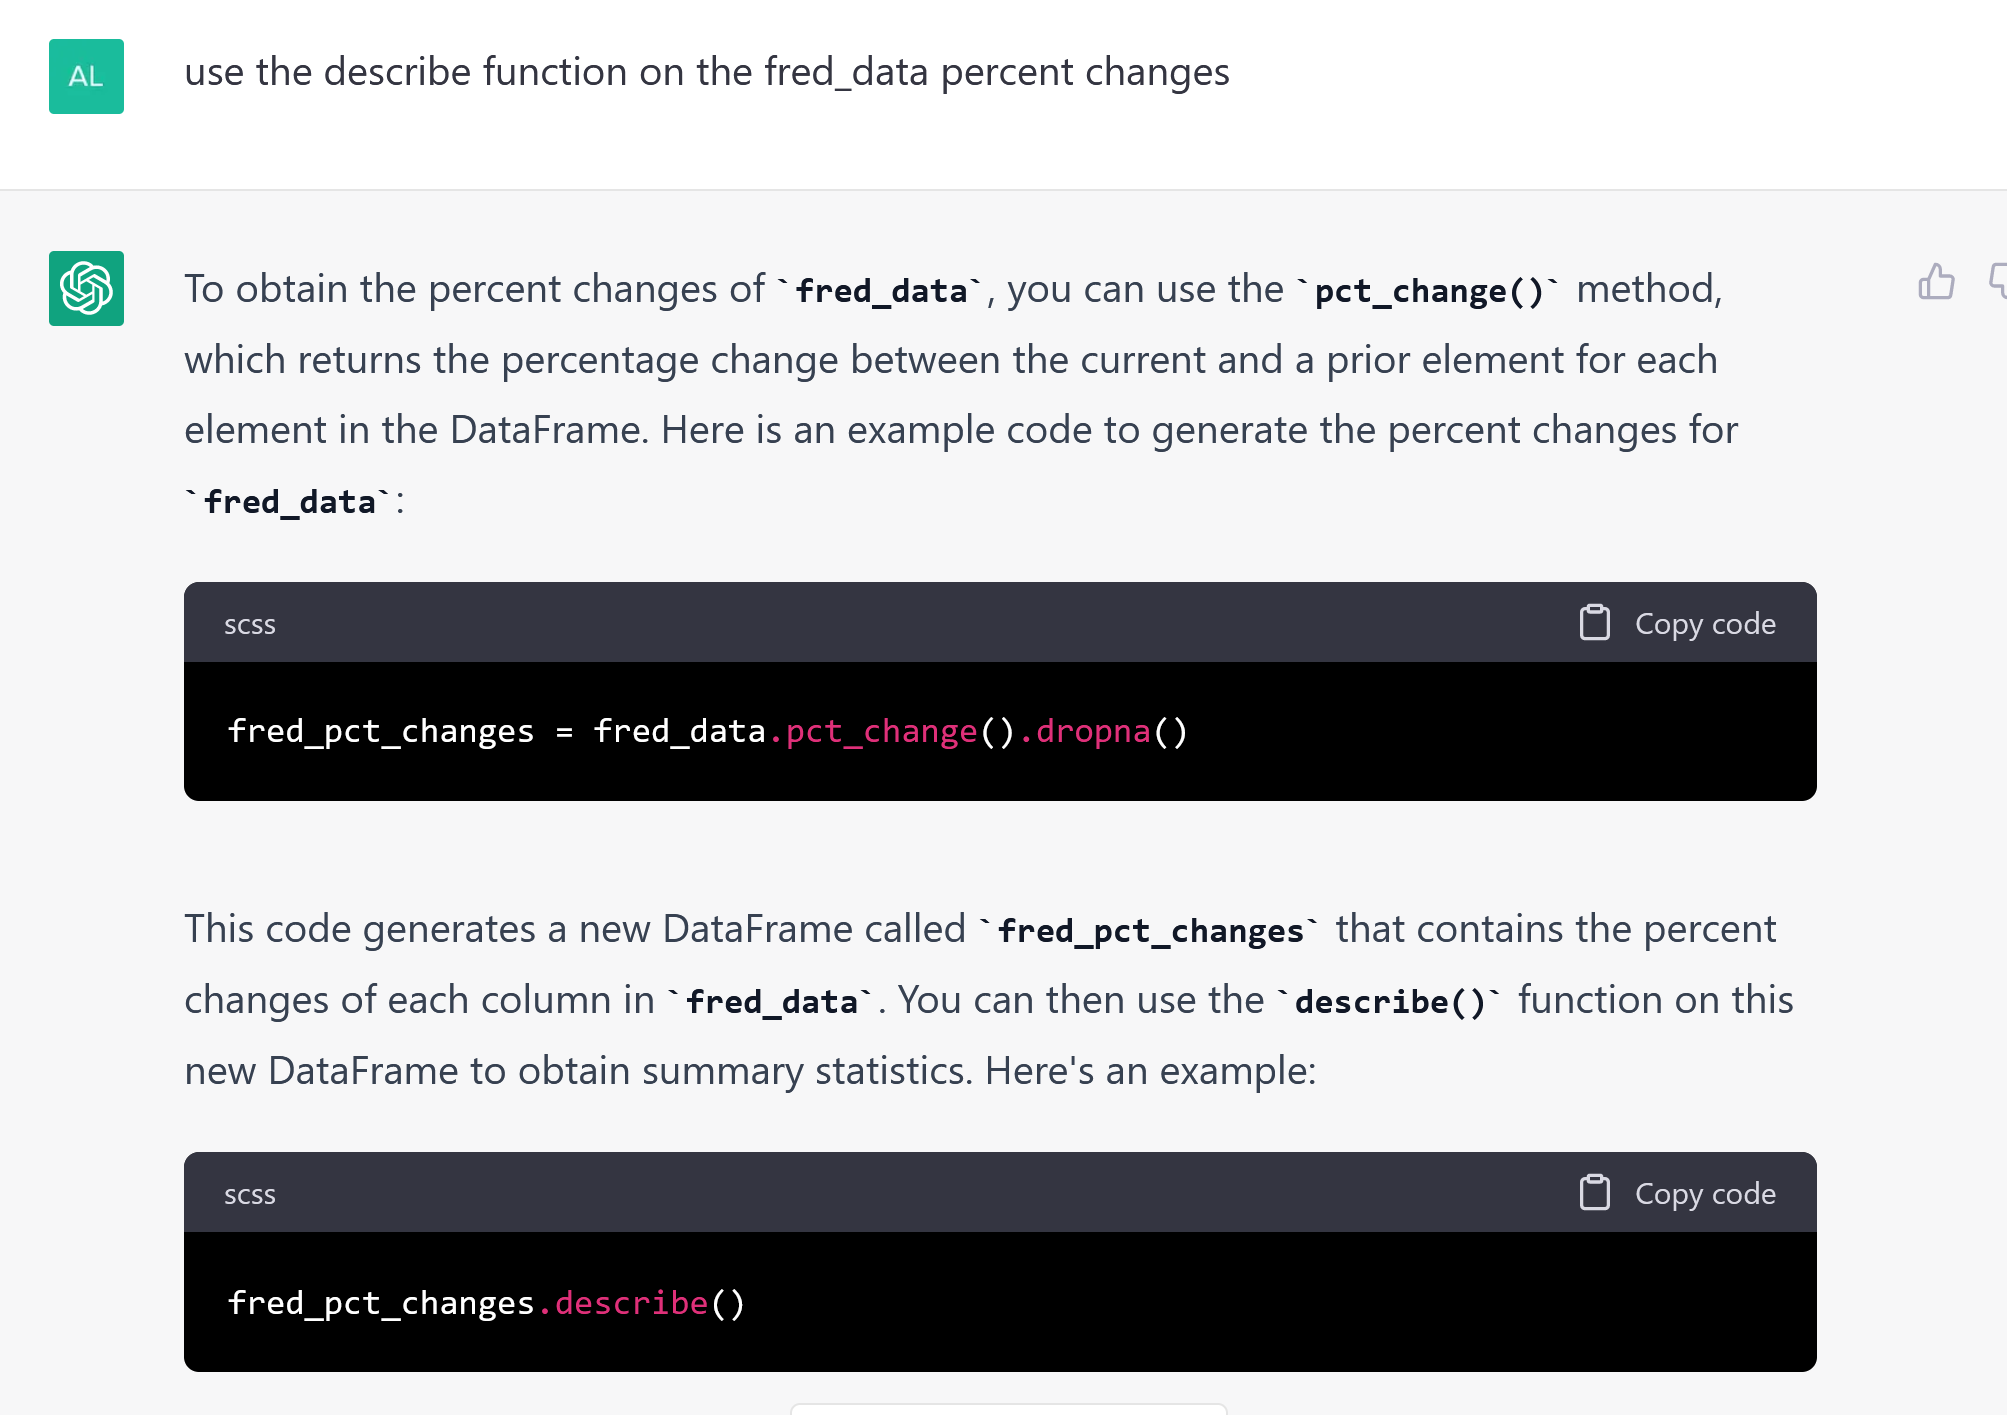 AL
use the describe function on the fred_data percent changes
To obtain the percent changes of `fred_data`, you can use the `pct_change()` method,
which returns the percentage change between the current and a prior element for each
element in the DataFrame. Here is an example code to generate the percent changes for
`fred_data`:
scss
Copy code
fred_pct_changes = fred_data.pct_change().dropna()
This code generates a new DataFrame called `fred_pct_changes` that contains the percent
changes of each column in `fred_data`. You can then use the `describe()` function on this
new DataFrame to obtain summary statistics. Here's an example:
scss
Copy code
fred_pct_changes.describe()